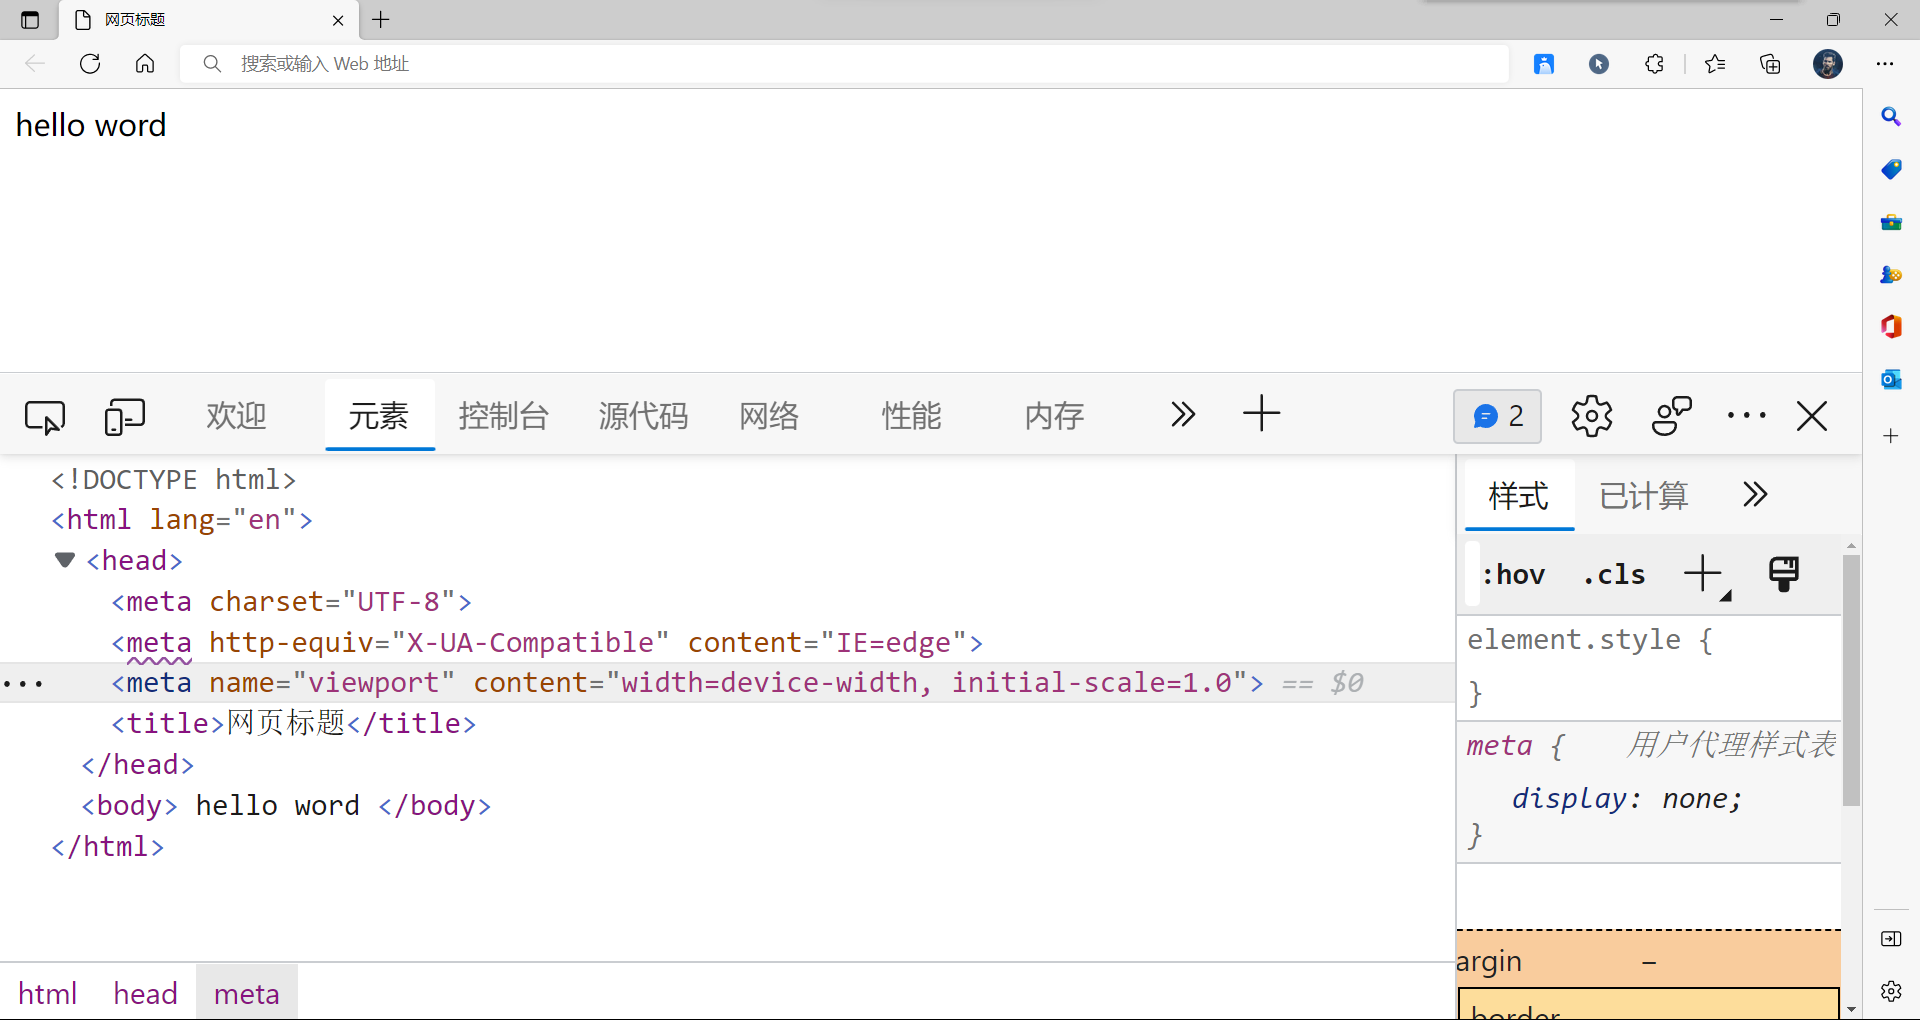 网页标题
搜索或输入 Web 地址
hello word
欢迎 元素 控制台 源代码 网络 性能 内存 2
<!DOCTYPE html>
<html lang="en">
<head>
<meta charset="UTF-8">
<meta http-equiv="X-UA-Compatible" content="IE=edge">
<meta name="viewport" content="width=device-width, initial-scale=1.0"> == $0
<title>网页标题</title>
</head>
<body> hello word </body>
</html>
html head meta
样式 已计算
:hov .cls
element.style {
}
meta { 用户代理样式表
display: none;
}
argin –
border